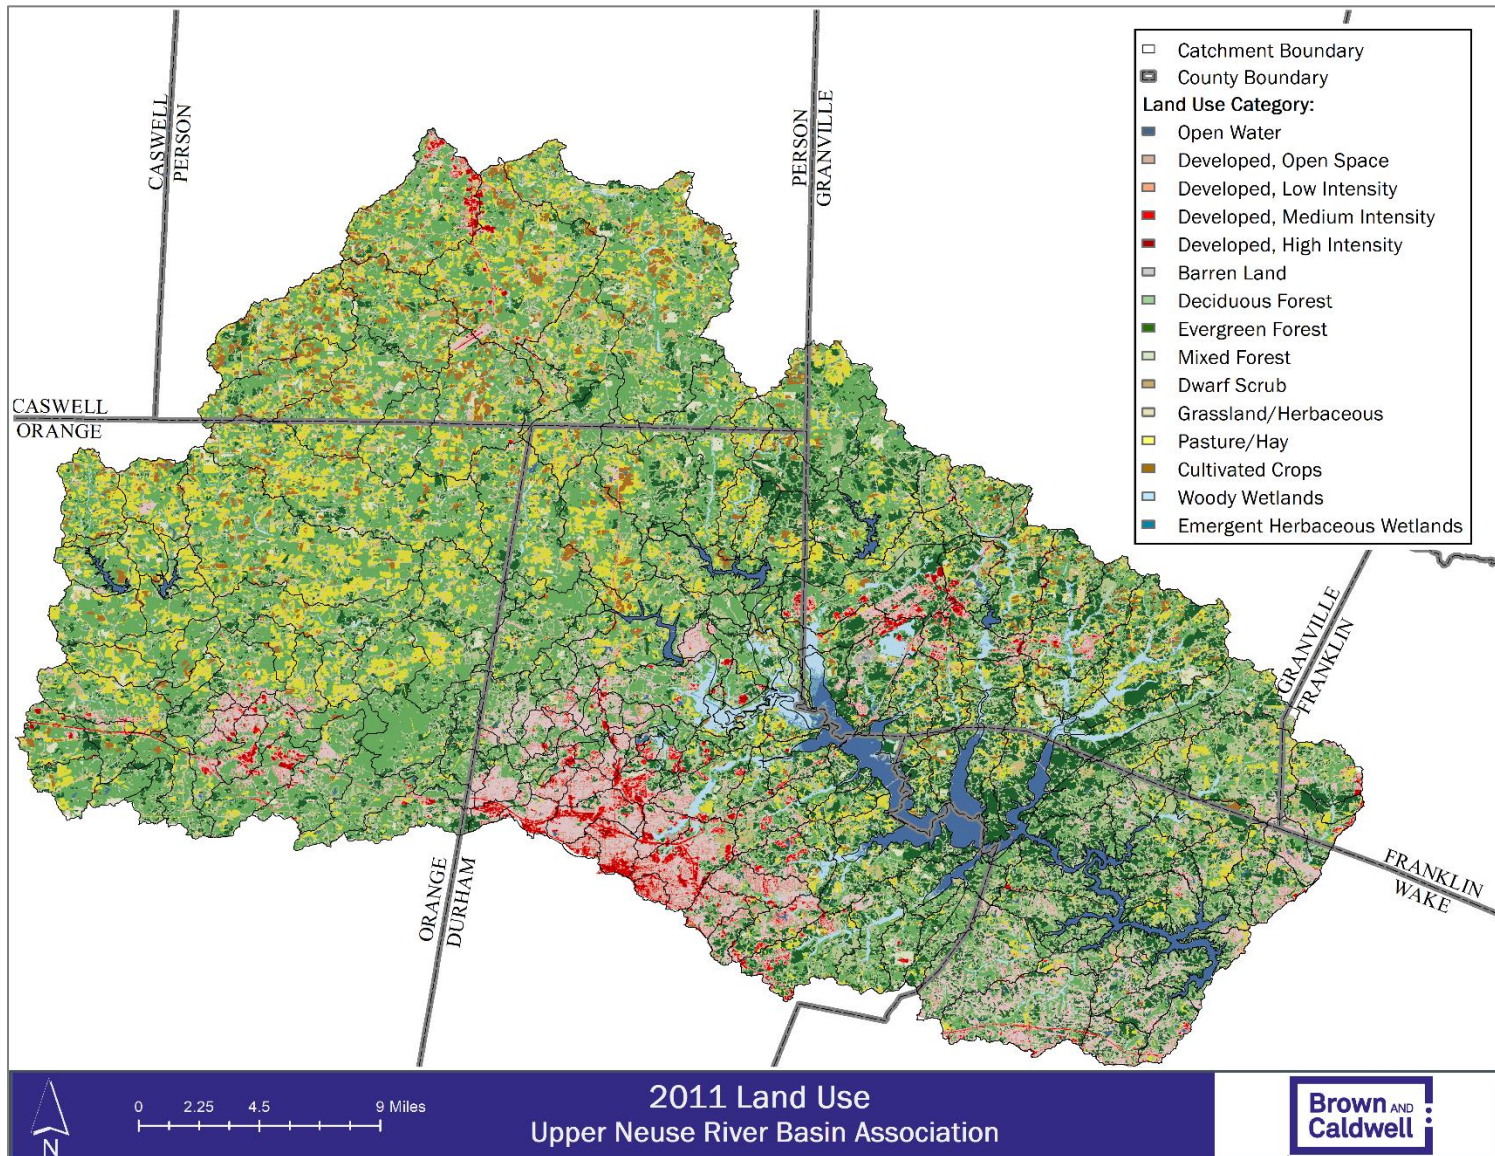 CASWELL
PERSON
PERSON
GRANVILLE
Catchment Boundary
County Boundary
Land Use Category:
Open Water
Developed, Open Space
Developed, Low Intensity
Developed, Medium Intensity
Developed, High Intensity
Barren Land
Deciduous Forest
Evergreen Forest
Mixed Forest
Dwarf Scrub
Grassland/Herbaceous
Pasture/Hay
Cultivated Crops
Woody Wetlands
Emergent Herbaceous Wetlands
CASWELL
ORANGE
GRANVILLE
FRANKLIN
ORANGE
DURHAM
FRANKLIN
WAKE
N
0 2.25 4.5 9 Miles
2011 Land Use
Upper Neuse River Basin Association
Brown AND
Caldwell